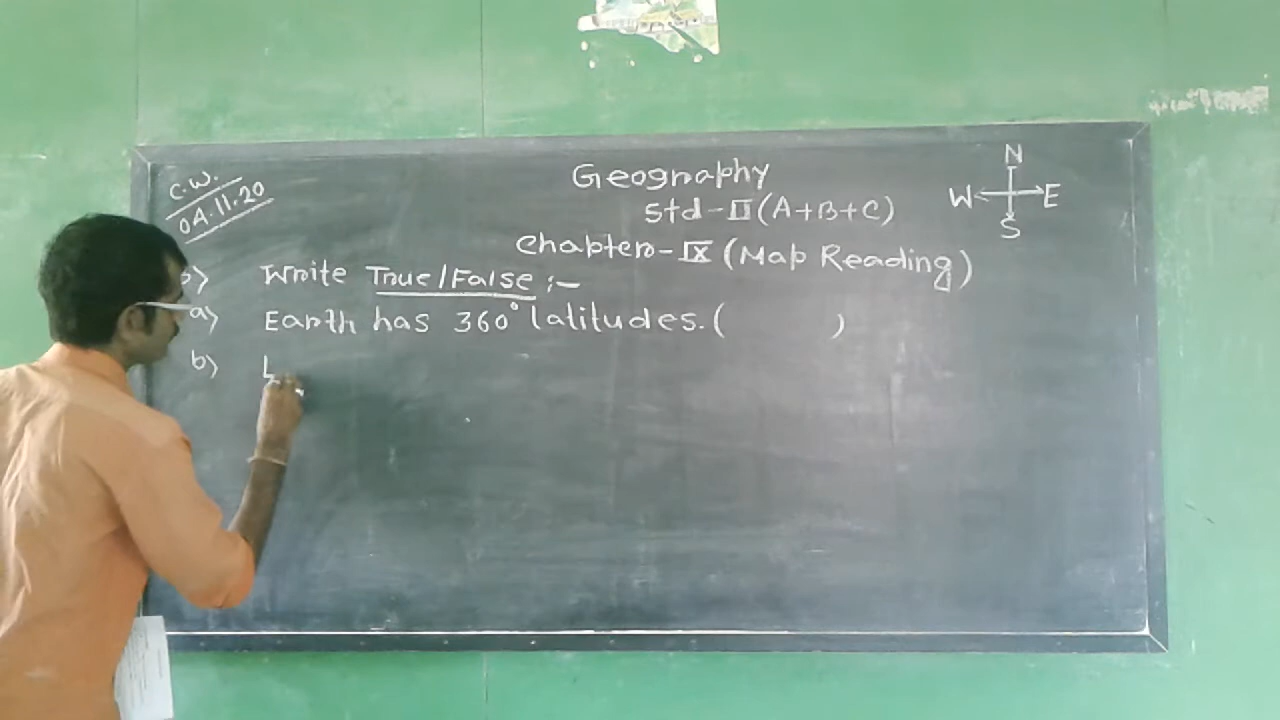 C.W.
04.11.20
Geography
Std-II (A+B+C)
Chapter-IX (Map Reading)
N
W E
S
Write True/False :-
a) Earth has 360° latitudes. ( )
b) L